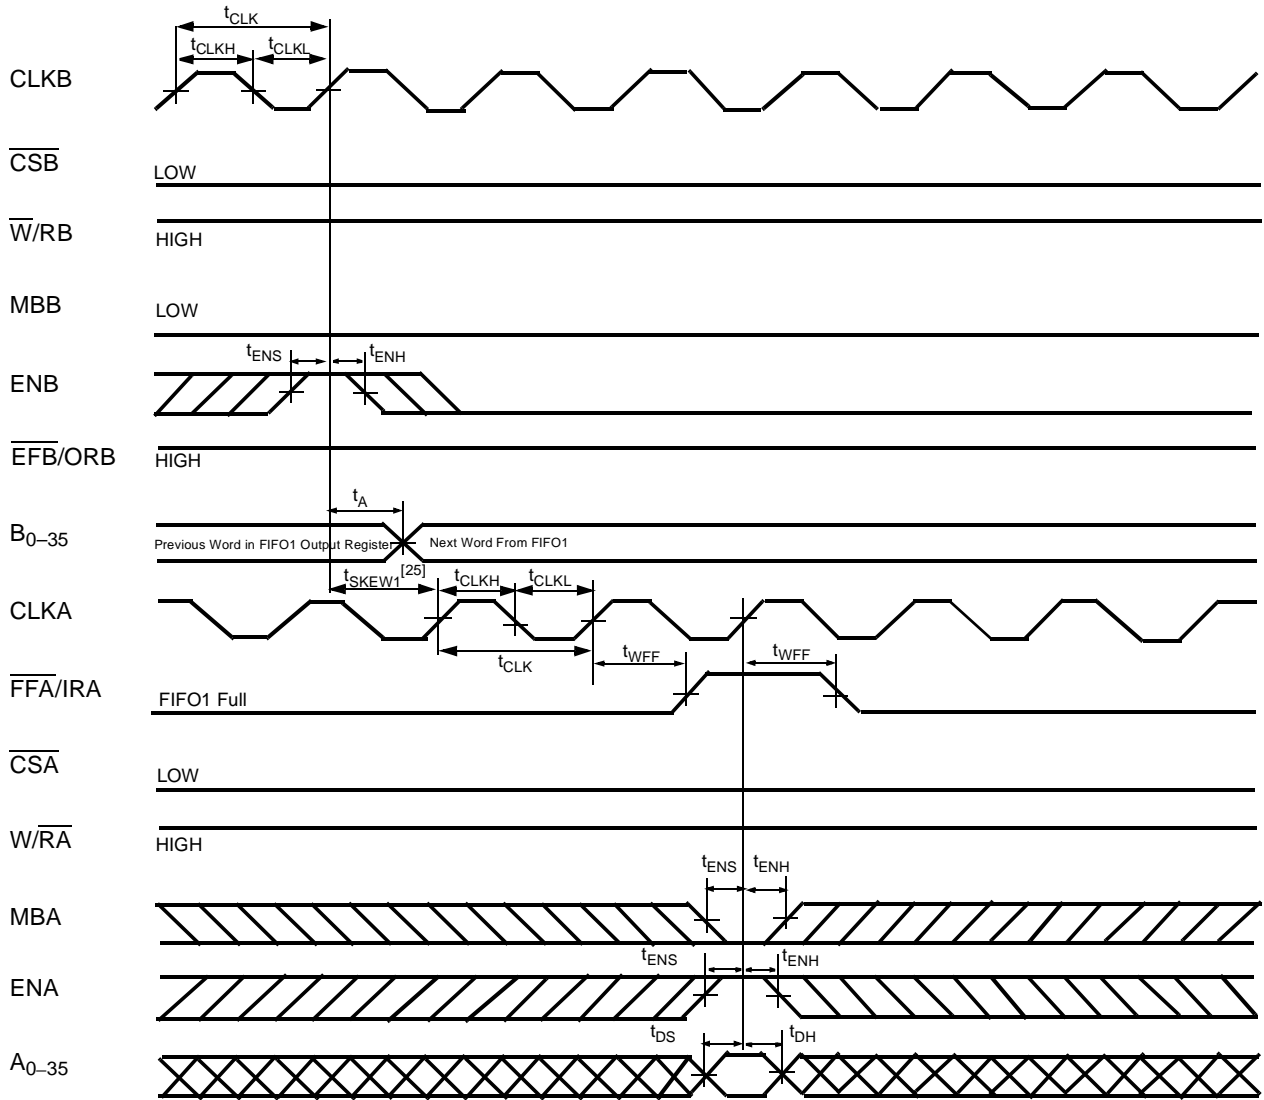 tCLK
tCLKH tCLKL
CLKB
CSB
LOW
W/RB
HIGH
MBB
LOW
tENS tENH
ENB
EFB/ORB
HIGH
tA
B0–35
Previous Word in FIFO1 Output Register Next Word From FIFO1
tSKEW1[25] tCLKH tCLKL
CLKA
tCLK tWFF tWFF
FFA/IRA
FIFO1 Full
CSA
LOW
W/RA
HIGH
tENS tENH
MBA
tENS tENH
ENA
tDS tDH
A0–35